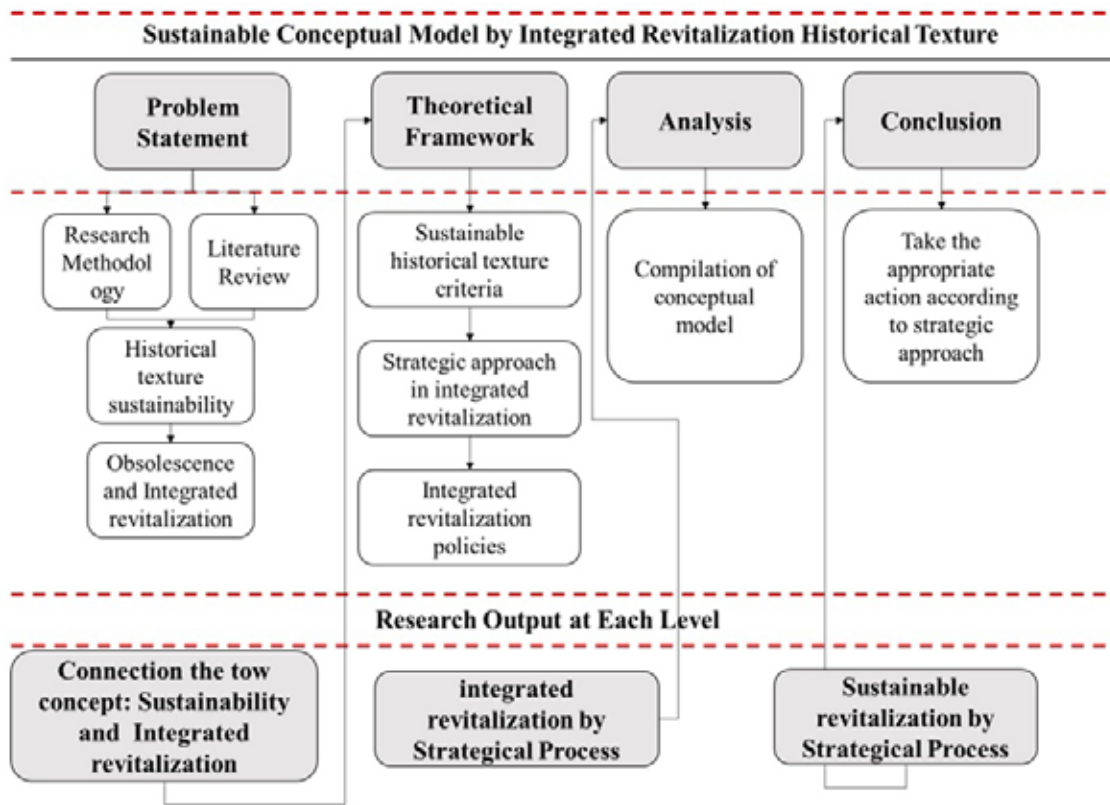 Sustainable Conceptual Model by Integrated Revitalization Historical Texture
Problem
Statement
Theoretical
Framework
Analysis
Conclusion
Research
Methodol
ogy
Literature
Review
Historical
texture
sustainability
Obsolescence
and Integrated
revitalization
Sustainable
historical texture
criteria
Strategic approach
in integrated
revitalization
Integrated
revitalization
policies
Compilation of
conceptual
model
Take the
appropriate
action according
to strategic
approach
Research Output at Each Level
Connection the tow
concept: Sustainability
and Integrated
revitalization
integrated
revitalization by
Strategical Process
Sustainable
revitalization by
Strategical Process